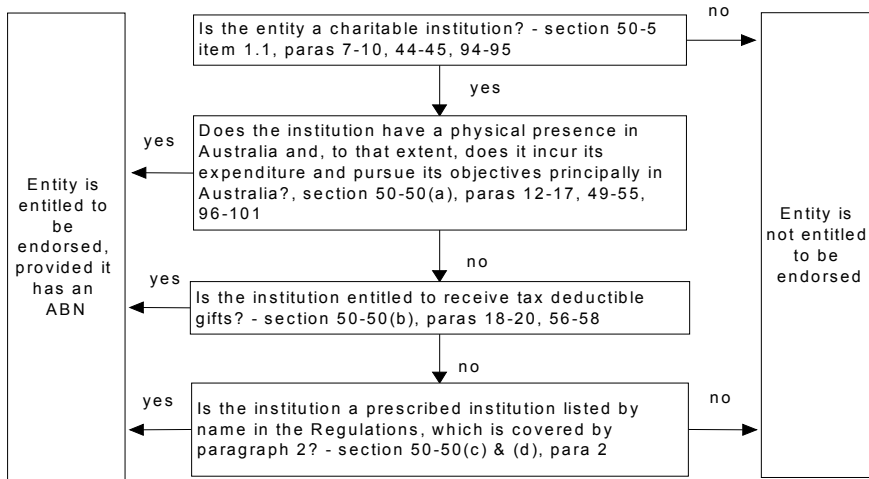 Is the entity a charitable institution? - section 50-5
item 1.1, paras 7-10, 44-45, 94-95
no
yes
Does the institution have a physical presence in
Australia and, to that extent, does it incur its
expenditure and pursue its objectives principally in
Australia?, section 50-50(a), paras 12-17, 49-55,
96-101
yes
Entity is
entitled to
be
endorsed,
provided it
has an
ABN
Entity is
not entitled
to be
endorsed
no
yes
Is the institution entitled to receive tax deductible
gifts? - section 50-50(b), paras 18-20, 56-58
no
yes
Is the institution a prescribed institution listed by
name in the Regulations, which is covered by
paragraph 2? - section 50-50(c) & (d), para 2
no